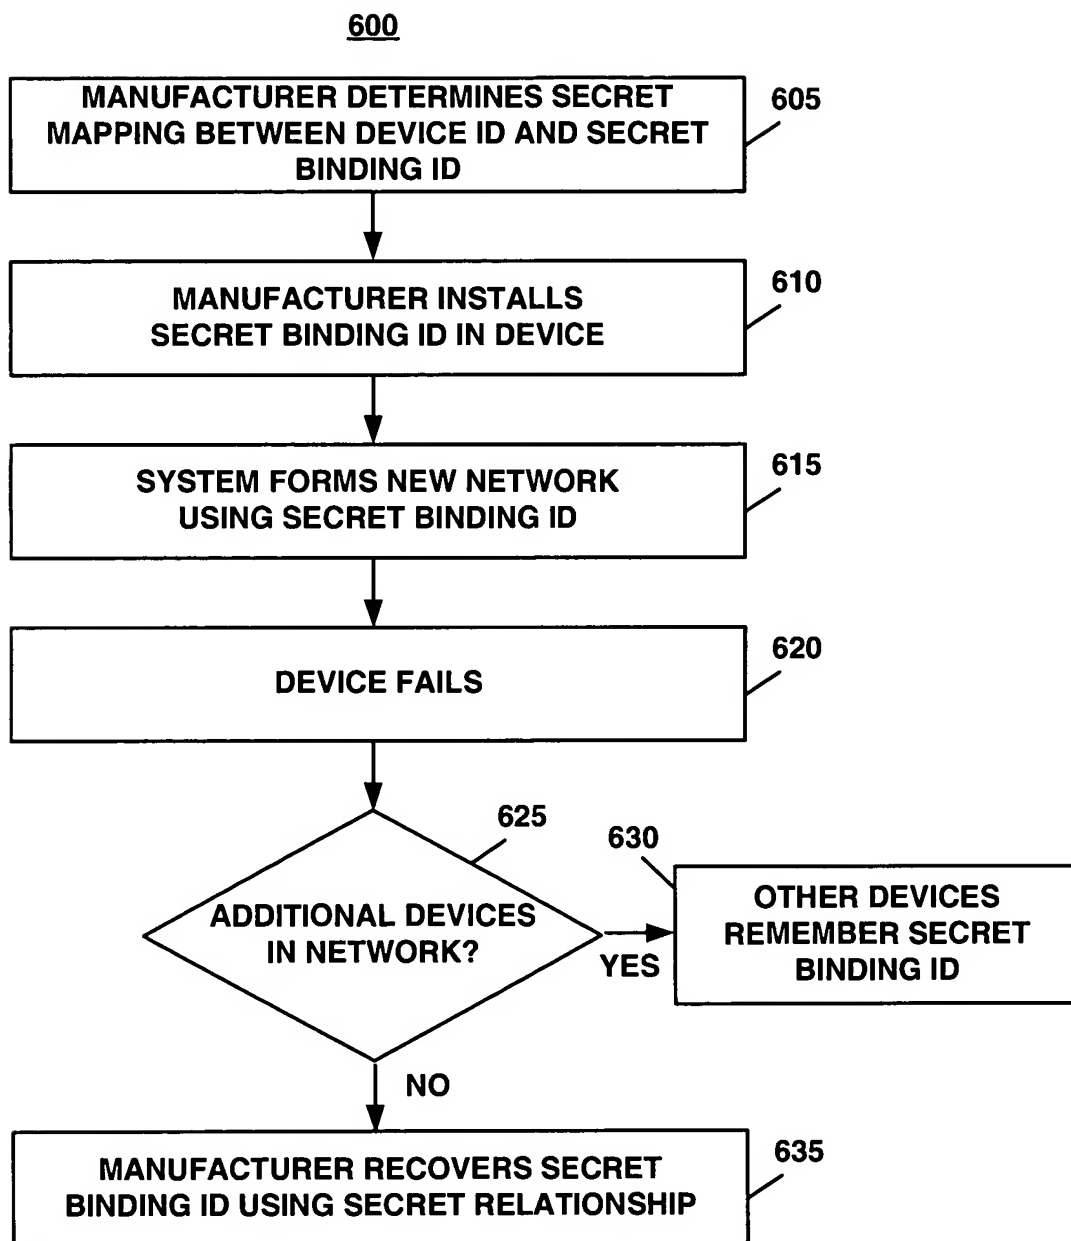 600
MANUFACTURER DETERMINES SECRET
MAPPING BETWEEN DEVICE ID AND SECRET
BINDING ID
605
MANUFACTURER INSTALLS
SECRET BINDING ID IN DEVICE
610
SYSTEM FORMS NEW NETWORK
USING SECRET BINDING ID
615
DEVICE FAILS
620
ADDITIONAL DEVICES
IN NETWORK?
625
YES
630
OTHER DEVICES
REMEMBER SECRET
BINDING ID
NO
MANUFACTURER RECOVERS SECRET
BINDING ID USING SECRET RELATIONSHIP
635